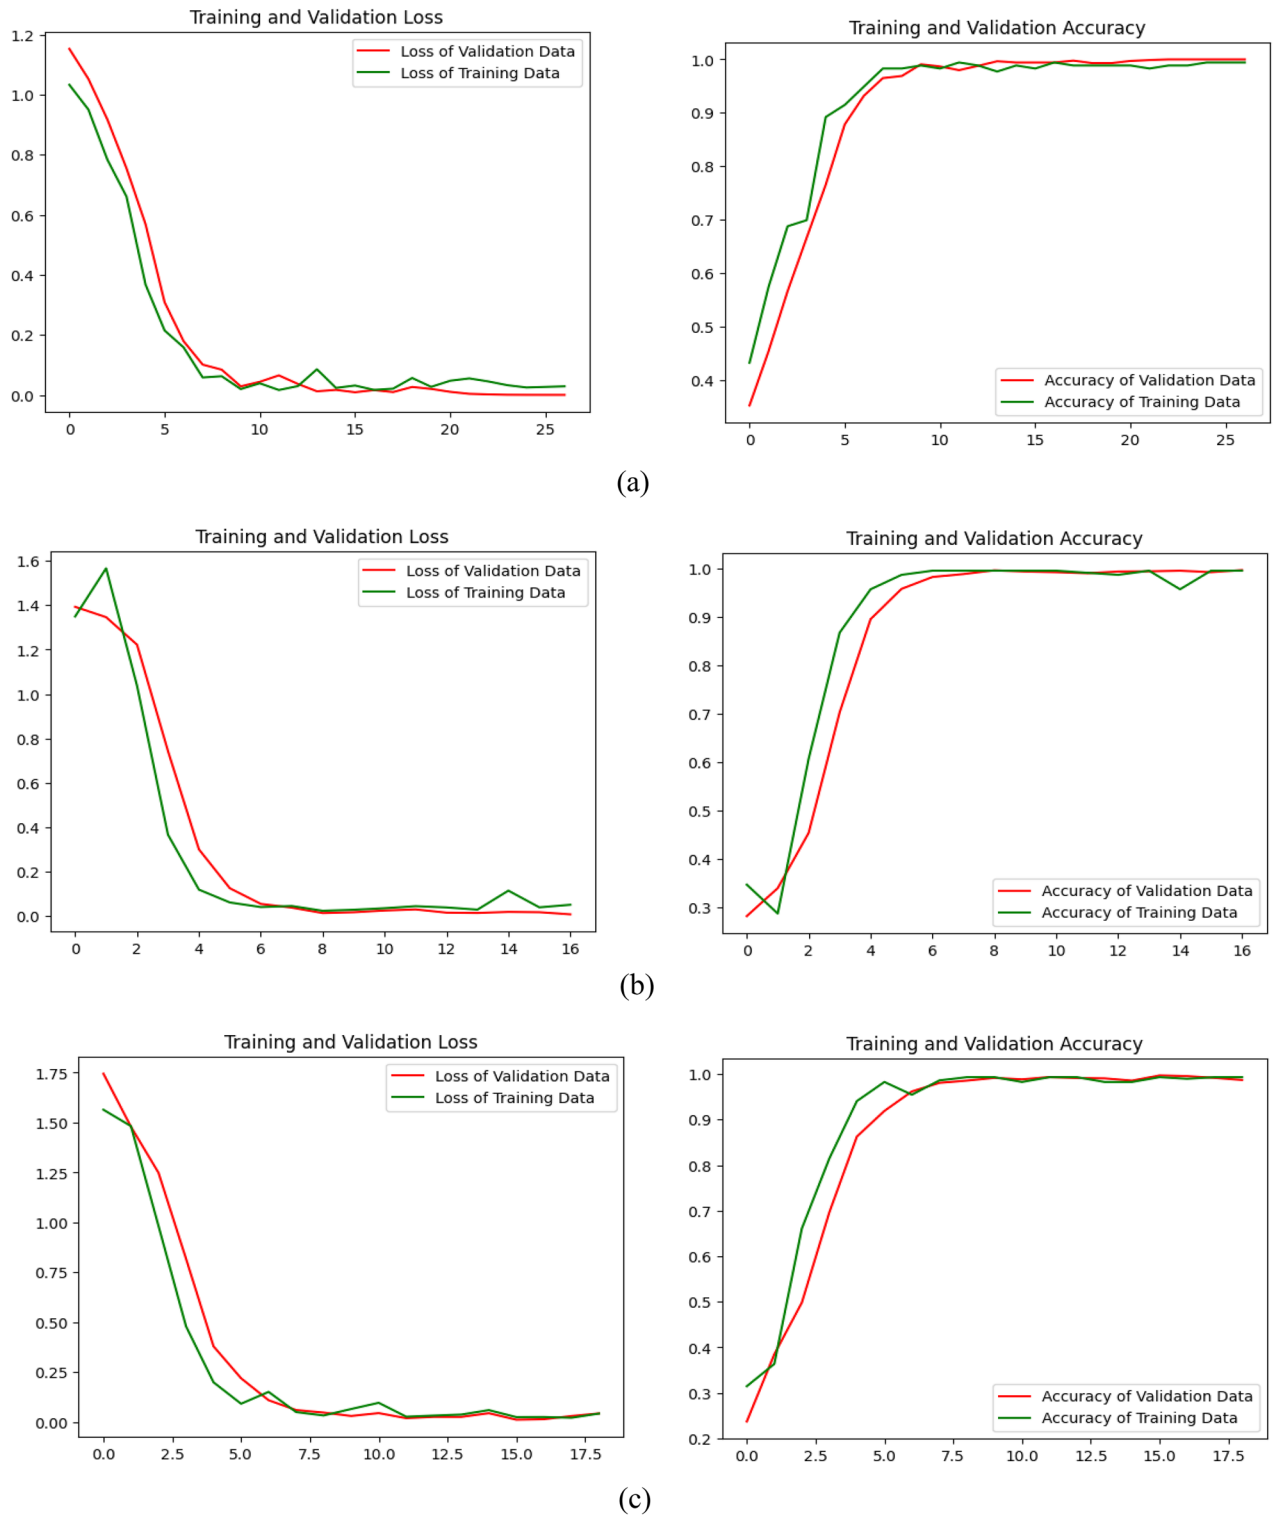 Training and Validation Loss
Loss of Validation Data
Loss of Training Data
1.2
1.0
0.8
0.6
0.4
0.2
0.0
0 5 10 15 20 25
Training and Validation Accuracy
1.0
0.9
0.8
0.7
0.6
0.5
0.4
Accuracy of Validation Data
Accuracy of Training Data
0 5 10 15 20 25
(a)
Training and Validation Loss
Loss of Validation Data
Loss of Training Data
1.6
1.4
1.2
1.0
0.8
0.6
0.4
0.2
0.0
0 2 4 6 8 10 12 14 16
Training and Validation Accuracy
1.0
0.9
0.8
0.7
0.6
0.5
0.4
0.3
Accuracy of Validation Data
Accuracy of Training Data
0 2 4 6 8 10 12 14 16
(b)
Training and Validation Loss
Loss of Validation Data
Loss of Training Data
1.75
1.50
1.25
1.00
0.75
0.50
0.25
0.00
0.0 2.5 5.0 7.5 10.0 12.5 15.0 17.5
Training and Validation Accuracy
1.0
0.9
0.8
0.7
0.6
0.5
0.4
0.3
0.2
Accuracy of Validation Data
Accuracy of Training Data
0.0 2.5 5.0 7.5 10.0 12.5 15.0 17.5
(c)